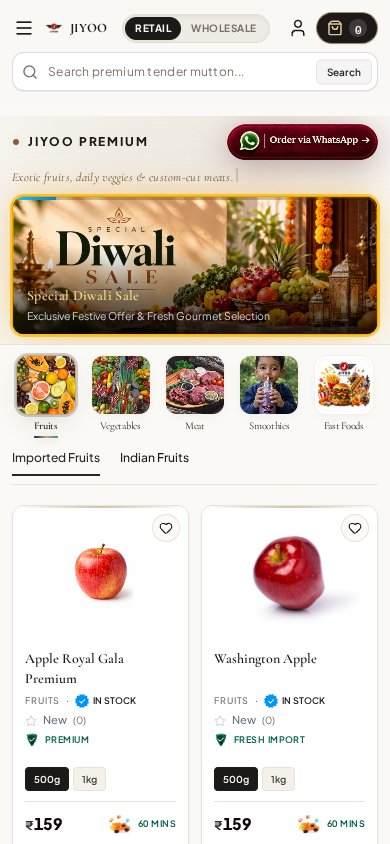 JIYOO
RETAIL WHOLESALE
0
Search premium tender mutton...
Search
JIYOO PREMIUM
Order via WhatsApp →
Exotic fruits, daily veggies & custom-cut meats.
SPECIAL
Diwali
SALE
Special Diwali Sale
Exclusive Festive Offer & Fresh Gourmet Selection
Fruits Vegetables Meat Smoothies Fast Foods
Imported Fruits Indian Fruits
Apple Royal Gala Premium
FRUITS · IN STOCK
New (0)
PREMIUM
500g 1kg
₹159 60 MINS
Washington Apple
FRUITS · IN STOCK
New (0)
FRESH IMPORT
500g 1kg
₹159 60 MINS